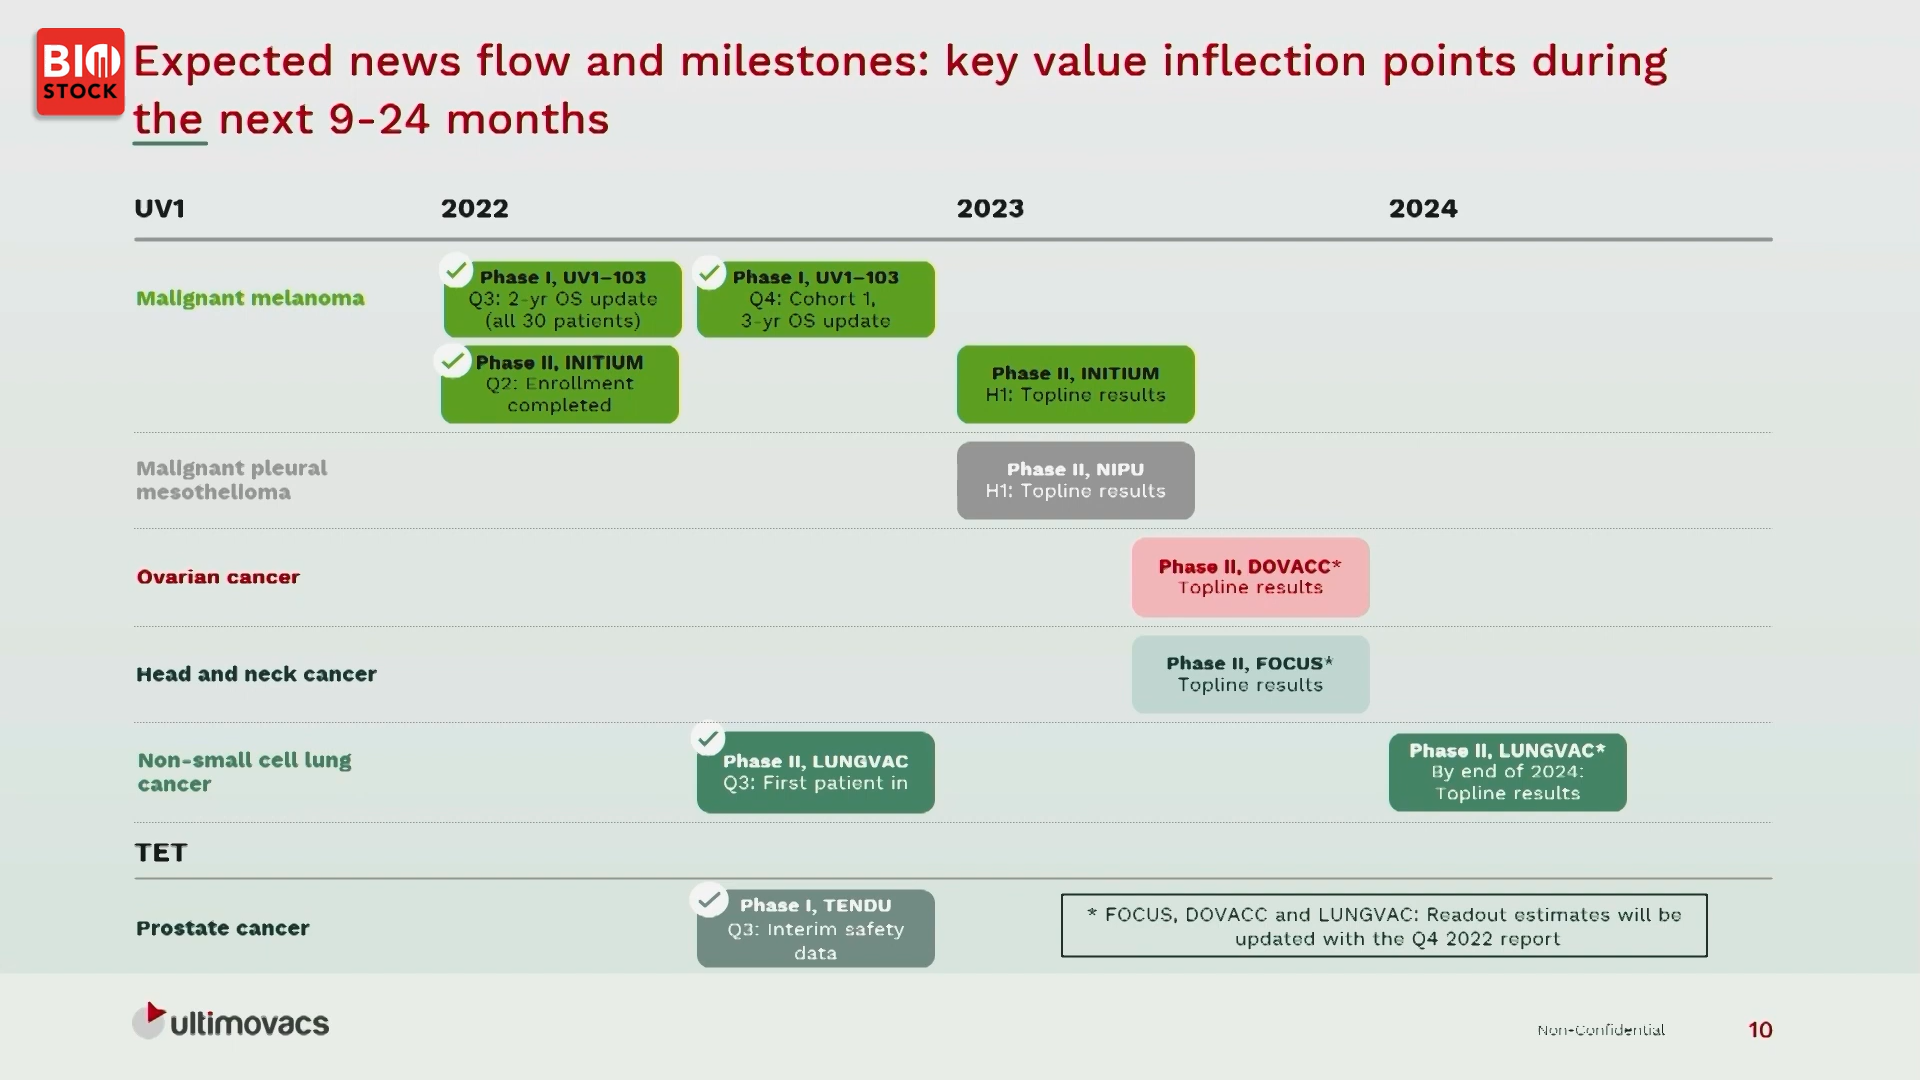 BIO
STOCK
Expected news flow and milestones: key value inflection points during
the next 9-24 months
UV1
2022
2023
2024
Malignant melanoma
Phase I, UV1-103
Q3: 2-yr OS update
(all 30 patients)
Phase I, UV1-103
Q4: Cohort 1,
3-yr OS update
Phase II, INITIUM
Q2: Enrollment
completed
Phase II, INITIUM
H1: Topline results
Malignant pleural
mesothelioma
Phase II, NIPU
H1: Topline results
Ovarian cancer
Phase II, DOVACC*
Topline results
Head and neck cancer
Phase II, FOCUS*
Topline results
Non-small cell lung
cancer
Phase II, LUNGVAC
Q3: First patient in
Phase II, LUNGVAC*
By end of 2024:
Topline results
TET
Prostate cancer
Phase I, TENDU
Q3: Interim safety
data
* FOCUS, DOVACC and LUNGVAC: Readout estimates will be
updated with the Q4 2022 report
ultimovacs
Non-Confidential
10